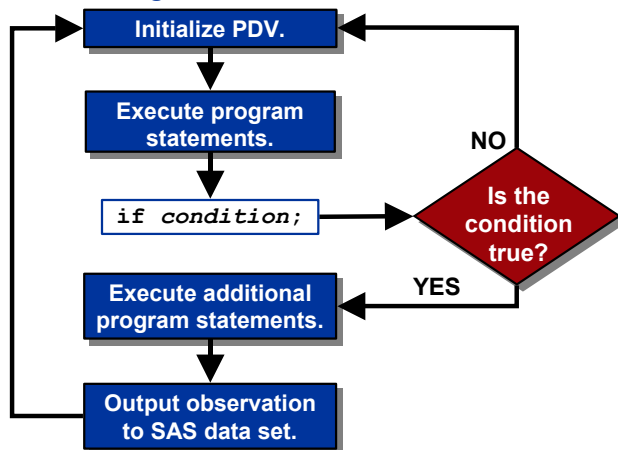 Initialize PDV.
Execute program
statements.
NO
if condition;
Is the
condition
true?
YES
Execute additional
program statements.
Output observation
to SAS data set.